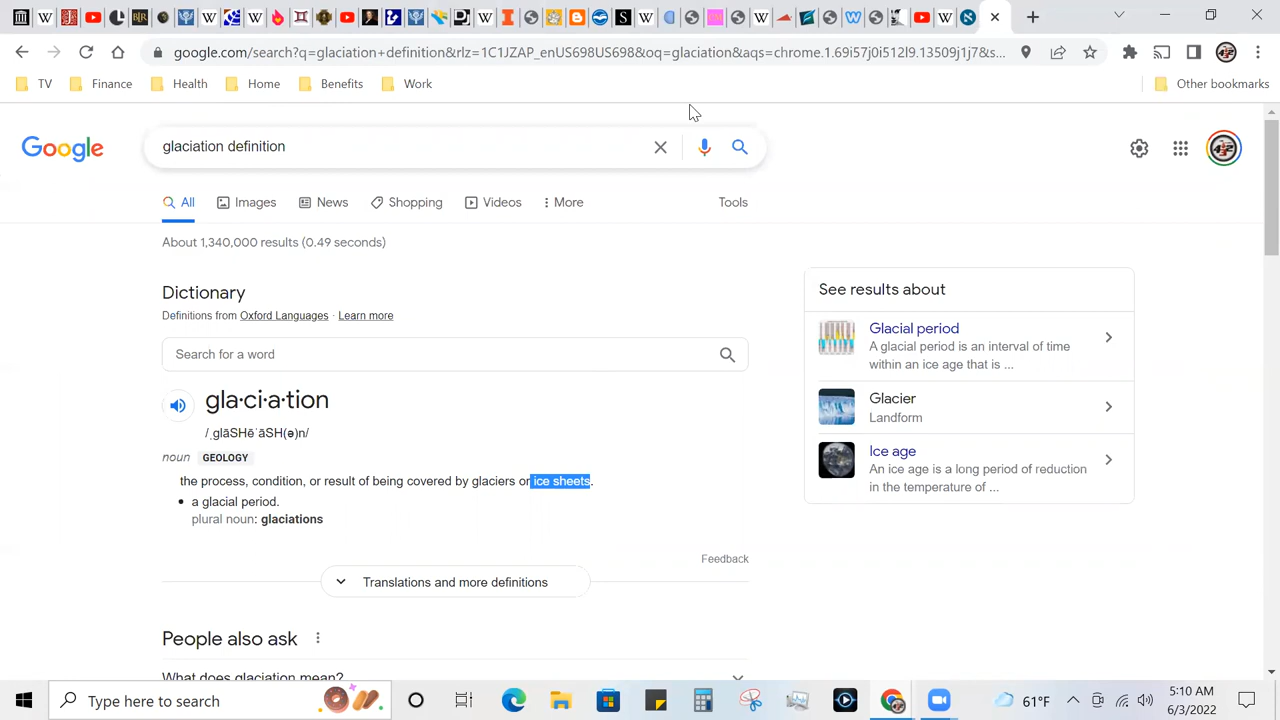 google.com/search?q=glaciation+definition&rlz=1C1JZAP_enUS698US698&oq=glaciation&aqs=chrome.1.69i57j0i512l9.13509j1j7&s...
TV Finance Health Home Benefits Work Other bookmarks
Google glaciation definition
All Images News Shopping Videos More Tools
About 1,340,000 results (0.49 seconds)
Dictionary
Definitions from Oxford Languages · Learn more
Search for a word
gla·ci·a·tion
/ˌɡlāSHēˈāSH(ə)n/
noun GEOLOGY
the process, condition, or result of being covered by glaciers or ice sheets.
• a glacial period.
plural noun: glaciations
Feedback
Translations and more definitions
People also ask
What does glaciation mean?
See results about
Glacial period
A glacial period is an interval of time
within an ice age that is ...
Glacier
Landform
Ice age
An ice age is a long period of reduction
in the temperature of ...
Type here to search
61°F
5:10 AM
6/3/2022